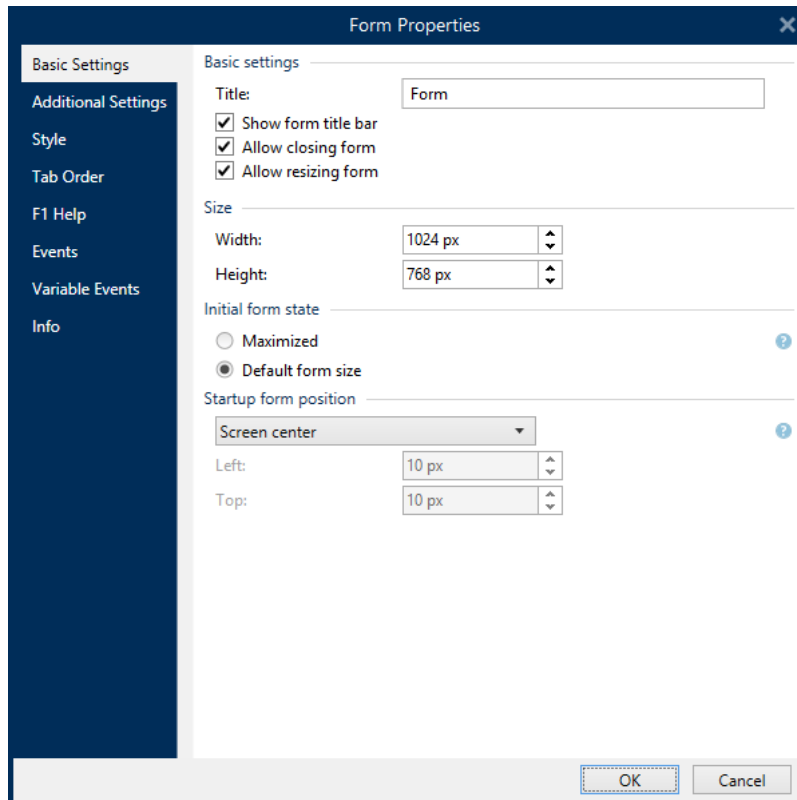 Form Properties
Basic Settings
Additional Settings
Style
Tab Order
F1 Help
Events
Variable Events
Info
Basic settings
Title: Form
Show form title bar
Allow closing form
Allow resizing form
Size
Width: 1024 px
Height: 768 px
Initial form state
Maximized ?
Default form size
Startup form position
Screen center ?
Left: 10 px
Top: 10 px
OK Cancel